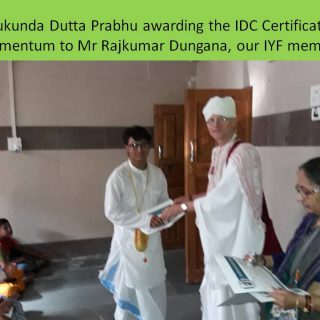 ukunda Dutta Prabhu awarding the IDC Certificat
mentum to Mr Rajkumar Dungana, our IYF mem